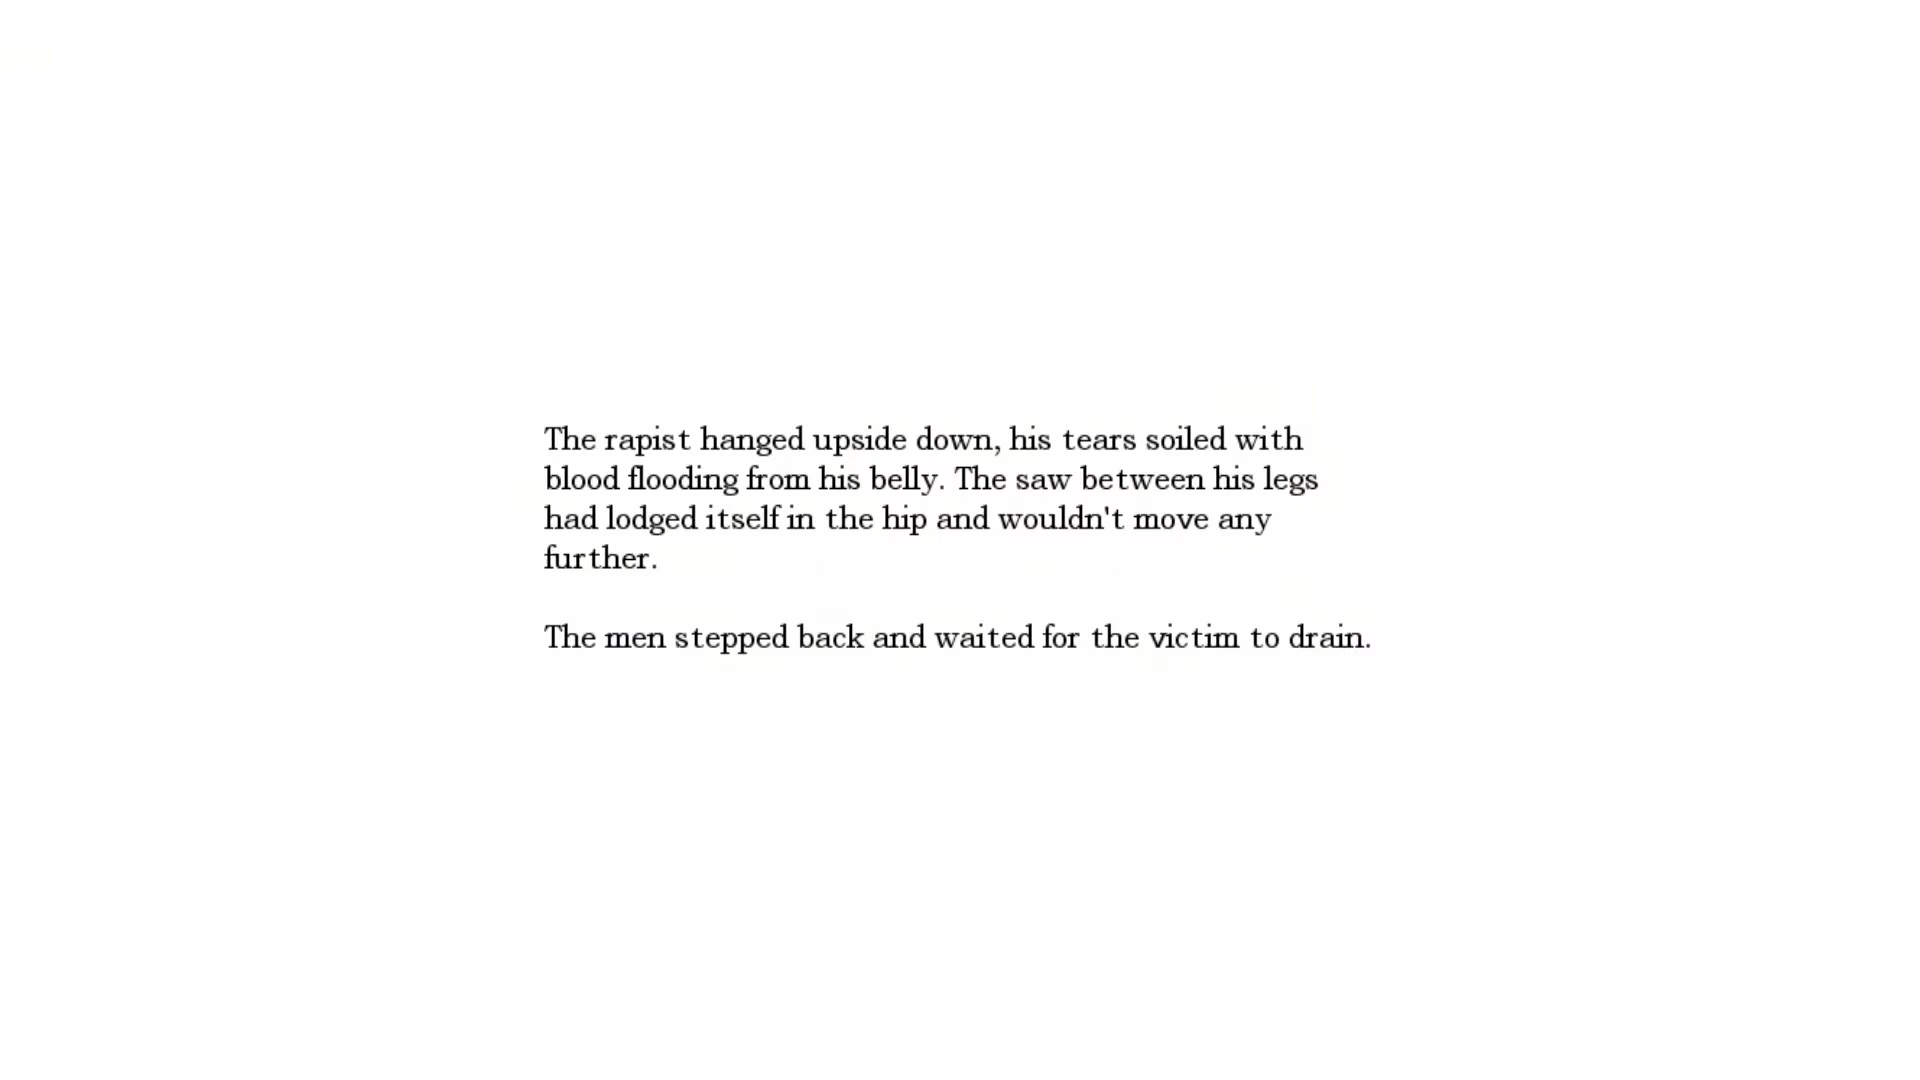 The rapist hanged upside down, his tears soiled with
blood flooding from his belly. The saw between his legs
had lodged itself in the hip and wouldn't move any
further.
The men stepped back and waited for the victim to drain.